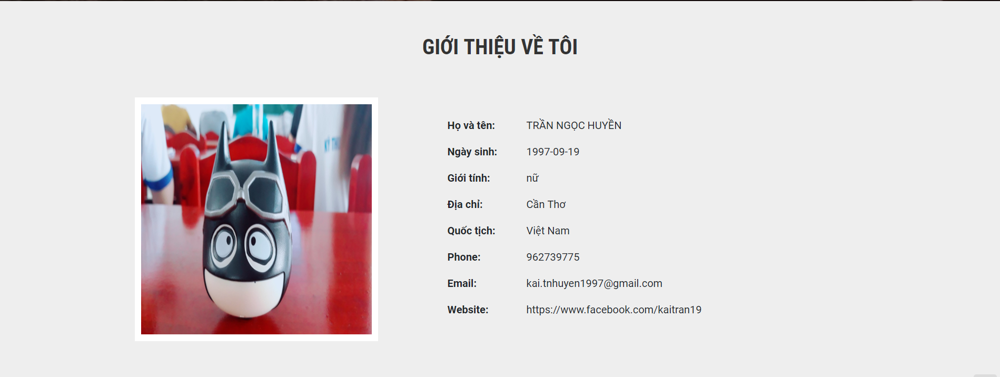 GIỚI THIỆU VỀ TÔI
Họ và tên: TRẦN NGỌC HUYỀN
Ngày sinh: 1997-09-19
Giới tính: nữ
Địa chỉ: Cần Thơ
Quốc tịch: Việt Nam
Phone: 962739775
Email: kai.tnhuyen1997@gmail.com
Website: https://www.facebook.com/kaitran19